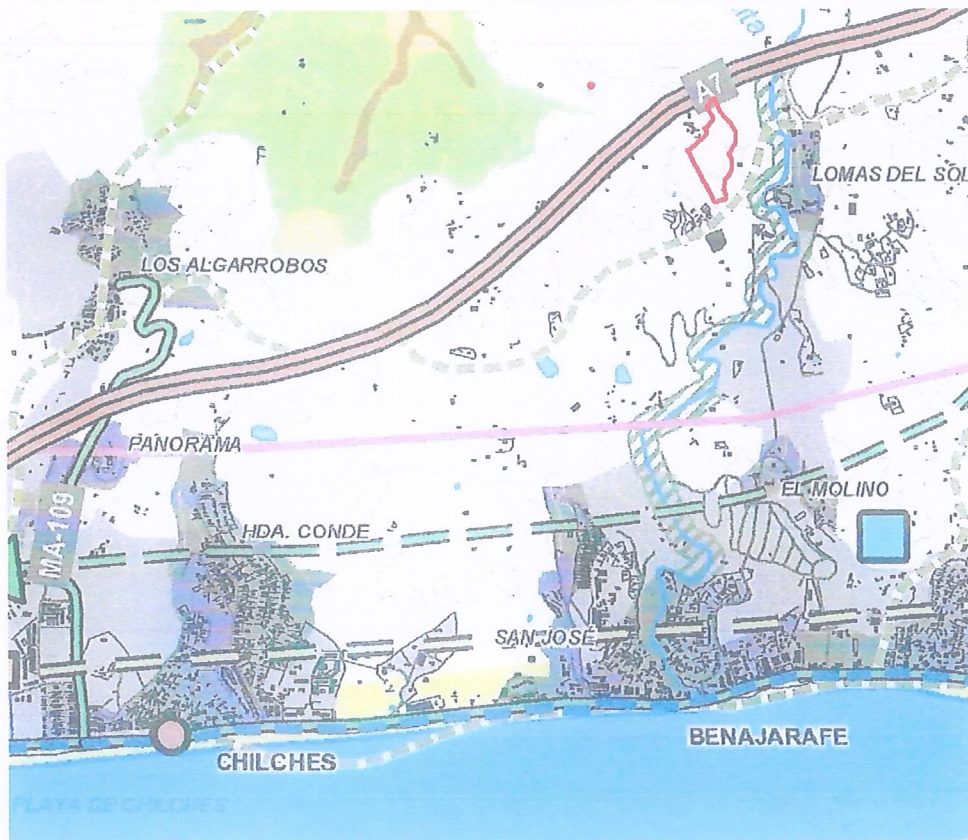 A7
LOMAS DEL SOL
LOS ALGARROBOS
PANORAMA
EL MOLINO
MA-109
HDA. CONDE
SAN JOSÉ
BENAJARAFE
CHILCHES
PLAYA DE CHILCHES